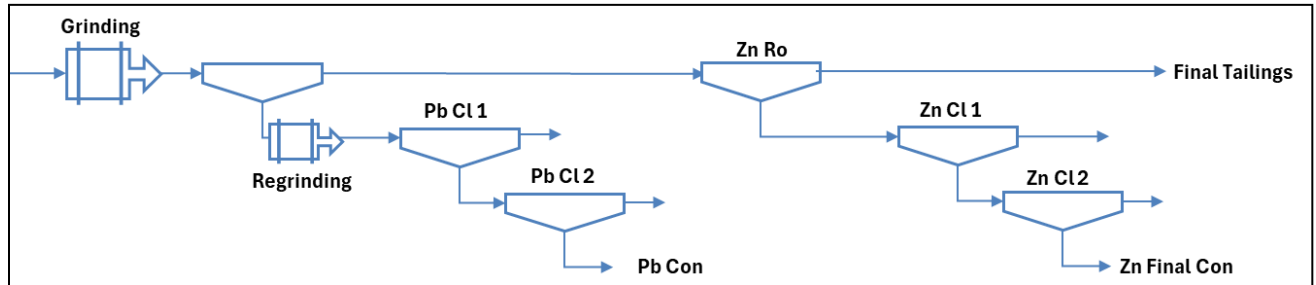 Grinding
Zn Ro
Final Tailings
Pb Cl 1
Zn Cl 1
Regrinding
Pb Cl 2
Zn Cl 2
Pb Con
Zn Final Con